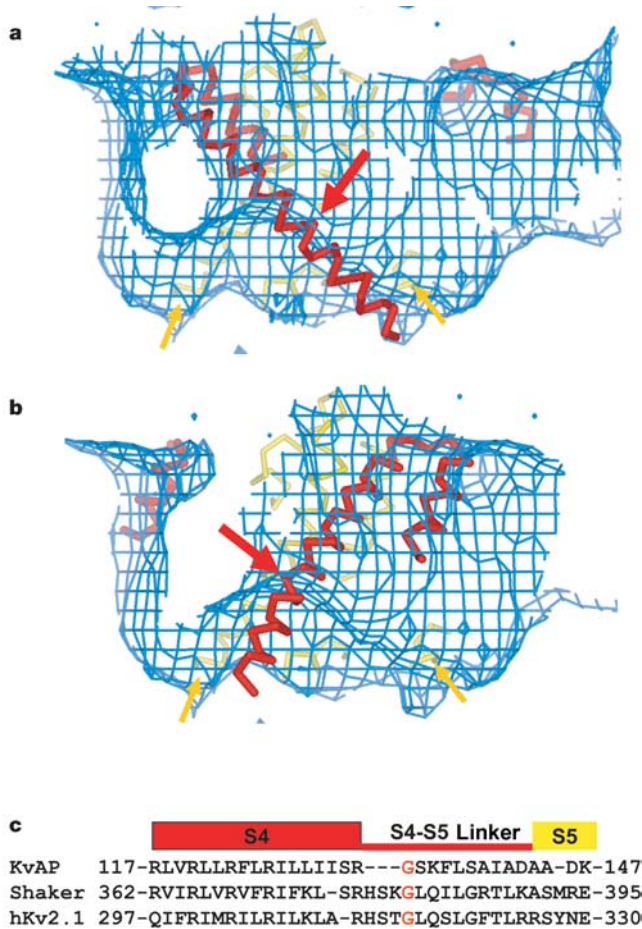 a
b
c
S4 S4-S5 Linker S5
KvAP 117-RLVRLLRFLRILLIISR---GSKFLSAIADAA-DK-147
Shaker 362-RVIRLVRVFRIFKL-SRHSKGLQILGRTLKASMRE-395
hKv2.1 297-QIFRIMRILRILKLA-RHSTGLQSLGFTLRRSYNE-330